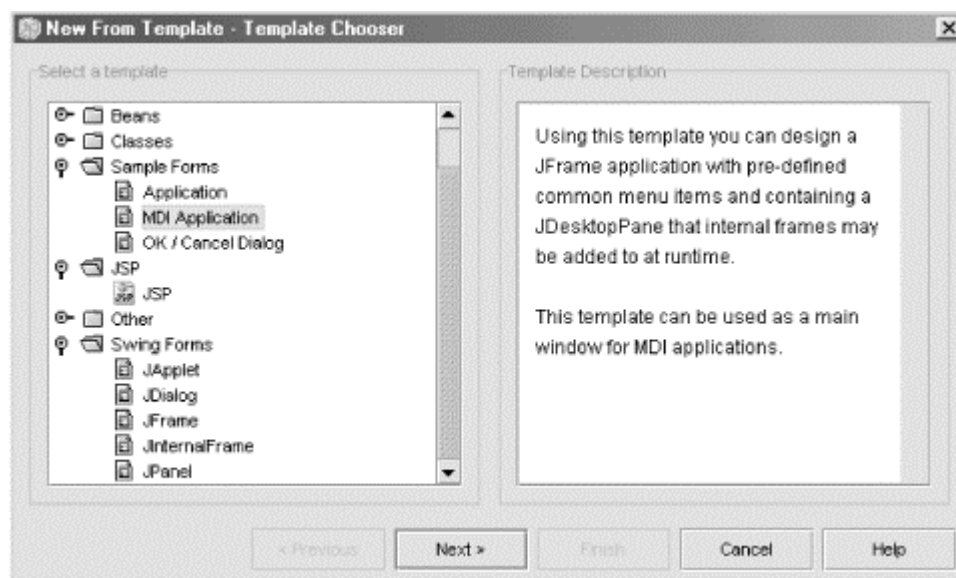 New From Template - Template Chooser
Select a template
Beans
Classes
Sample Forms
Application
MDI Application
OK / Cancel Dialog
JSP
JSP
Other
Swing Forms
JApplet
JDialog
JFrame
JInternalFrame
JPanel
Template Description
Using this template you can design a
JFrame application with pre-defined
common menu items and containing a
JDesktopPane that internal frames may
be added to at runtime.
This template can be used as a main
window for MDI applications.
< Previous
Next >
Finish
Cancel
Help